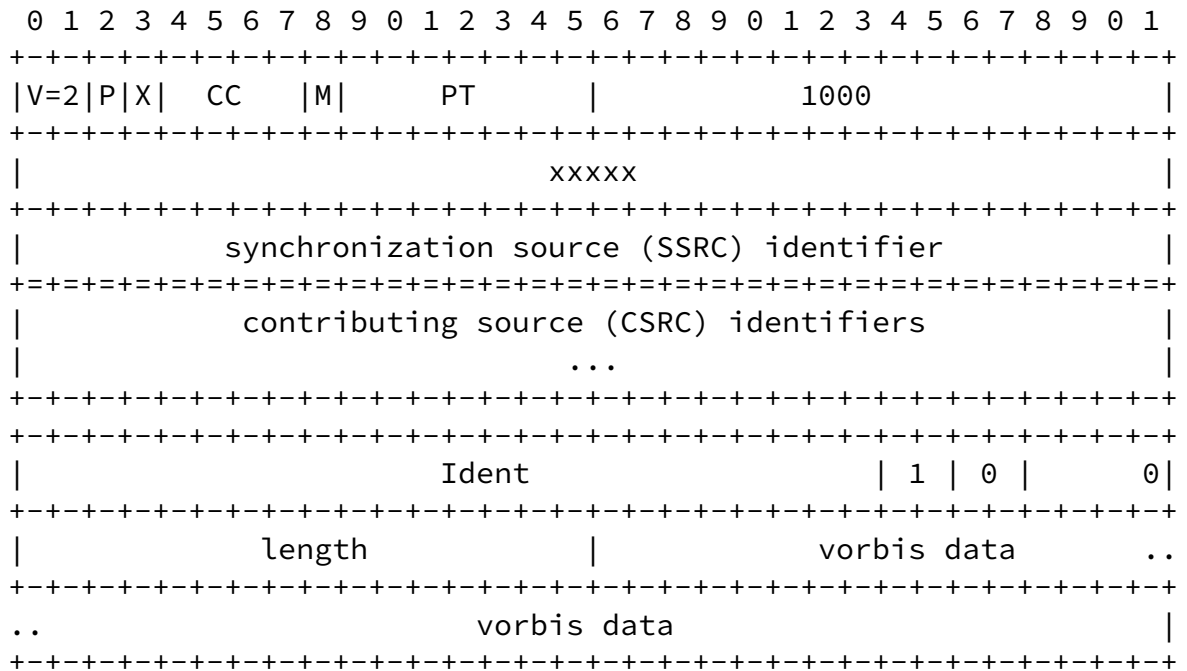 0 1 2 3 4 5 6 7 8 9 0 1 2 3 4 5 6 7 8 9 0 1 2 3 4 5 6 7 8 9 0 1
+-+-+-+-+-+-+-+-+-+-+-+-+-+-+-+-+-+-+-+-+-+-+-+-+-+-+-+-+-+-+-+-+
|V=2|P|X|  CC   |M|     PT      |           1000                |
+-+-+-+-+-+-+-+-+-+-+-+-+-+-+-+-+-+-+-+-+-+-+-+-+-+-+-+-+-+-+-+-+
|                             xxxxx                             |
+-+-+-+-+-+-+-+-+-+-+-+-+-+-+-+-+-+-+-+-+-+-+-+-+-+-+-+-+-+-+-+-+
|           synchronization source (SSRC) identifier            |
+=+=+=+=+=+=+=+=+=+=+=+=+=+=+=+=+=+=+=+=+=+=+=+=+=+=+=+=+=+=+=+=+
|            contributing source (CSRC) identifiers             |
|                              ...                              |
+-+-+-+-+-+-+-+-+-+-+-+-+-+-+-+-+-+-+-+-+-+-+-+-+-+-+-+-+-+-+-+-+
+-+-+-+-+-+-+-+-+-+-+-+-+-+-+-+-+-+-+-+-+-+-+-+-+-+-+-+-+-+-+-+-+
|                       Ident                   | 1 | 0 |      0|
+-+-+-+-+-+-+-+-+-+-+-+-+-+-+-+-+-+-+-+-+-+-+-+-+-+-+-+-+-+-+-+-+
|             length            |            vorbis data       ..
+-+-+-+-+-+-+-+-+-+-+-+-+-+-+-+-+-+-+-+-+-+-+-+-+-+-+-+-+-+-+-+-+
..                        vorbis data                           |
+-+-+-+-+-+-+-+-+-+-+-+-+-+-+-+-+-+-+-+-+-+-+-+-+-+-+-+-+-+-+-+-+